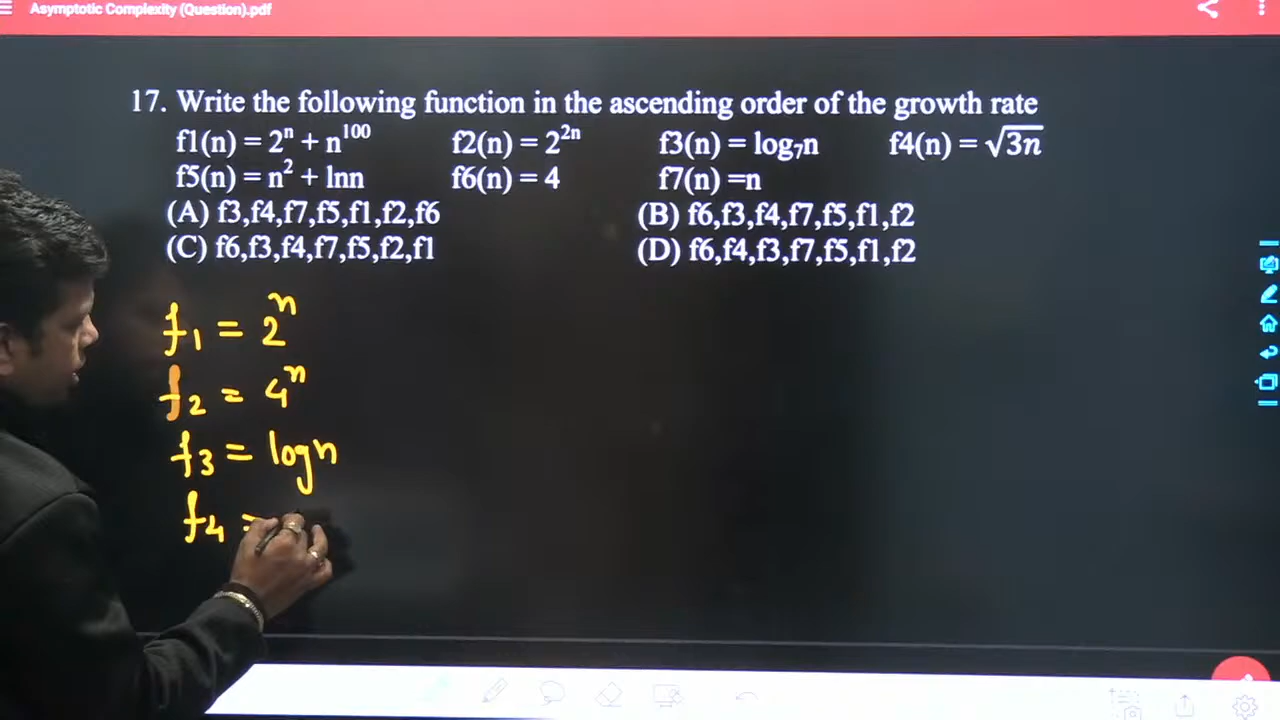 Asymptotic Complexity (Question).pdf
17. Write the following function in the ascending order of the growth rate
f1(n) = 2ⁿ + n¹⁰⁰ f2(n) = 2²ⁿ f3(n) = log₇n f4(n) = √3n
f5(n) = n² + lnn f6(n) = 4 f7(n) =n
(A) f3,f4,f7,f5,f1,f2,f6 (B) f6,f3,f4,f7,f5,f1,f2
(C) f6,f3,f4,f7,f5,f2,f1 (D) f6,f4,f3,f7,f5,f1,f2
f₁ = 2ⁿ
f₂ = 4ⁿ
f₃ = logn
f₄ =